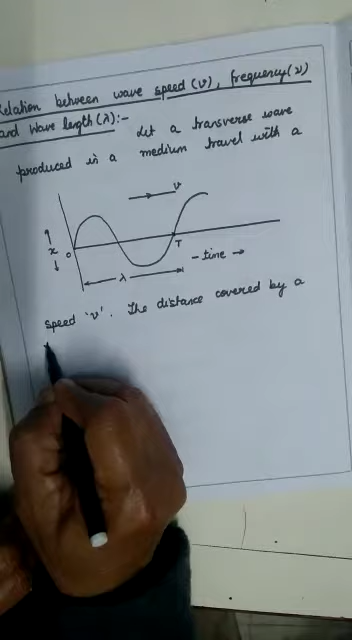 Relation between wave speed (v), frequency (ν)
and Wave length (λ):- Let a transverse wave
produced in a medium travel with a
v
x
O
T
- time →
λ
speed 'v'. The distance covered by a